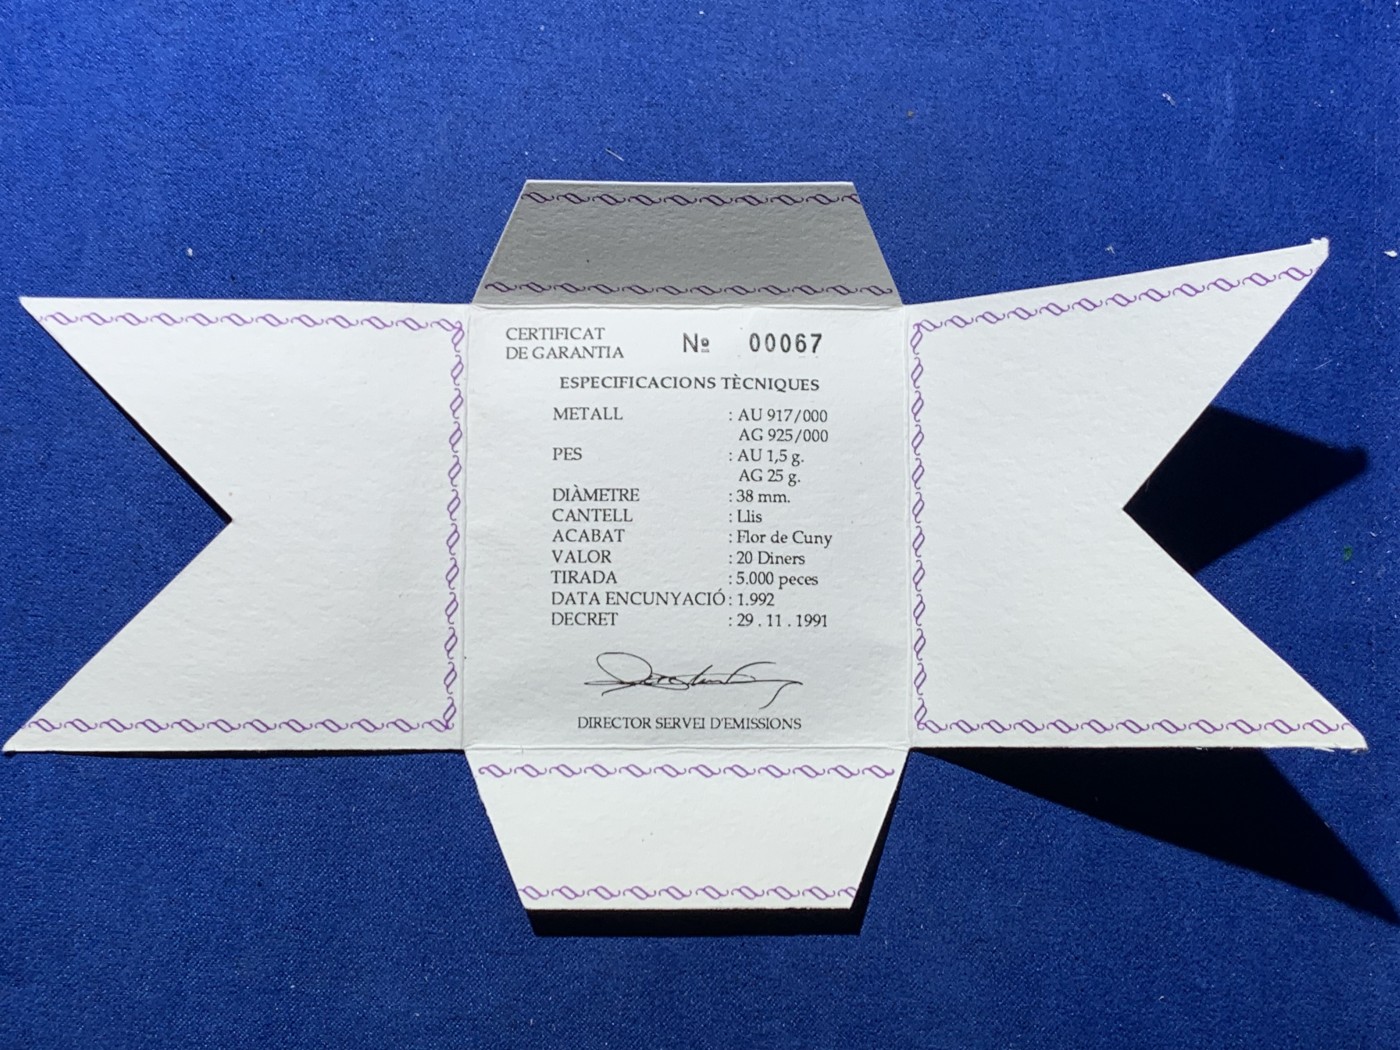 CERTIFICAT
DE GARANTIA
Nº 00067
ESPECIFICACIONS TÈCNIQUES
METALL : AU 917/000
AG 925/000
PES : AU 1,5 g.
AG 25 g.
DIÀMETRE : 38 mm.
CANTELL : Llis
ACABAT : Flor de Cuny
VALOR : 20 Diners
TIRADA : 5.000 peces
DATA ENCUNYACIÓ : 1.992
DECRET : 29 . 11 . 1991
DIRECTOR SERVEI D'EMISSIONS